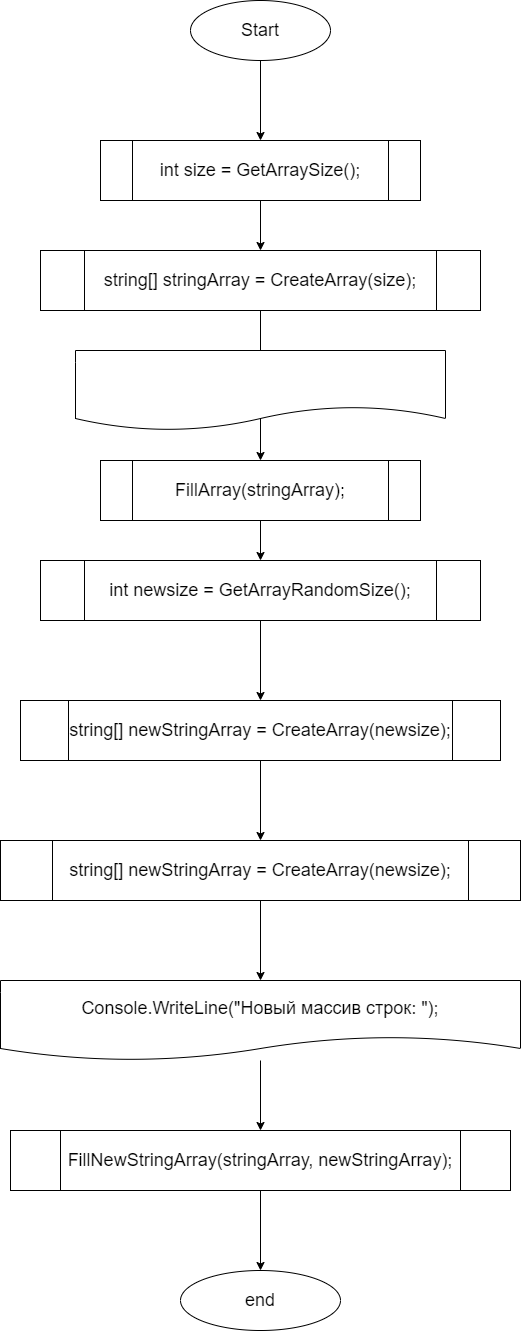 Start
int size = GetArraySize();
string[] stringArray = CreateArray(size);
FillArray(stringArray);
int newsize = GetArrayRandomSize();
string[] newStringArray = CreateArray(newsize);
string[] newStringArray = CreateArray(newsize);
Console.WriteLine("Новый массив строк: ");
FillNewStringArray(stringArray, newStringArray);
end